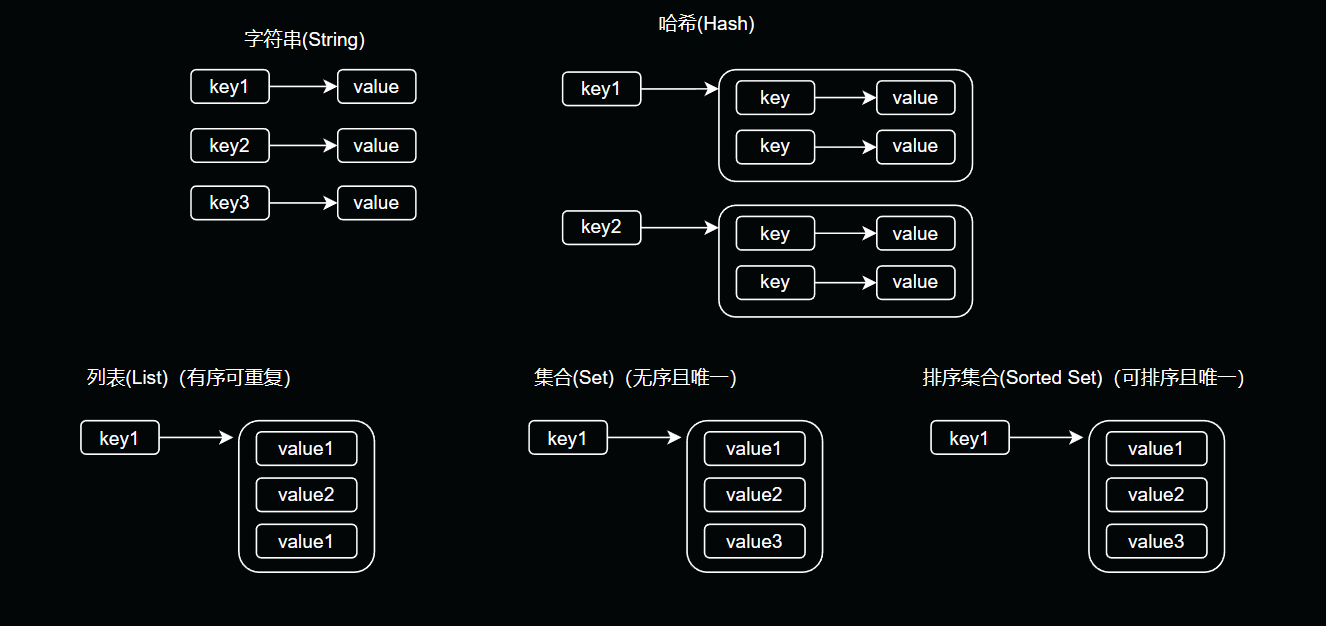 字符串(String)
key1 value
key2 value
key3 value
哈希(Hash)
key1
key value
key value
key2
key value
key value
列表(List)（有序可重复）
key1
value1
value2
value1
集合(Set)（无序且唯一）
key1
value1
value2
value3
排序集合(Sorted Set)（可排序且唯一）
key1
value1
value2
value3